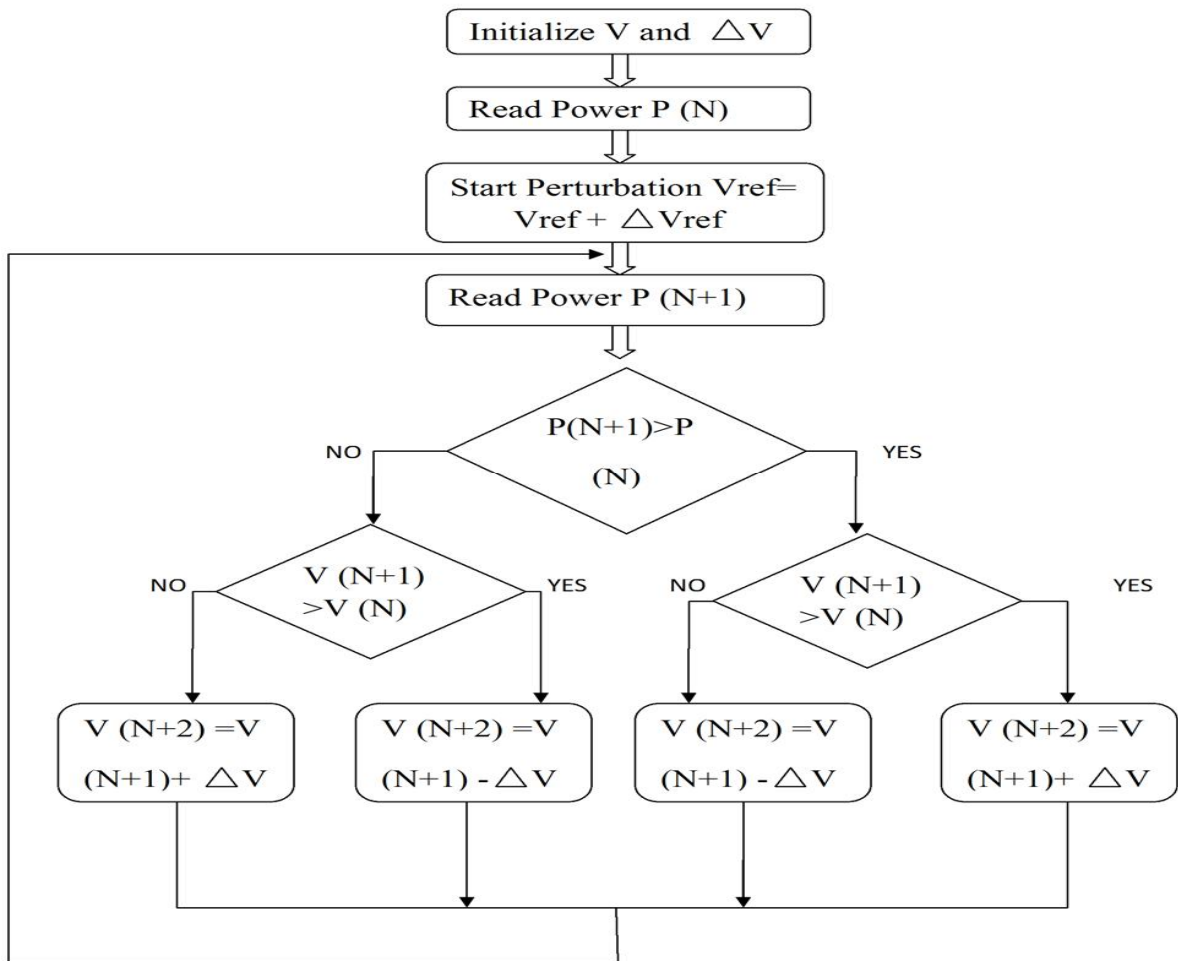 Initialize V and △V
Read Power P (N)
Start Perturbation Vref=
Vref + △Vref
Read Power P (N+1)
P(N+1)>P
(N)
NO
YES
V (N+1)
>V (N)
NO
YES
V (N+1)
>V (N)
NO
YES
V (N+2) =V
(N+1)+ △V
V (N+2) =V
(N+1) - △V
V (N+2) =V
(N+1) - △V
V (N+2) =V
(N+1)+ △V